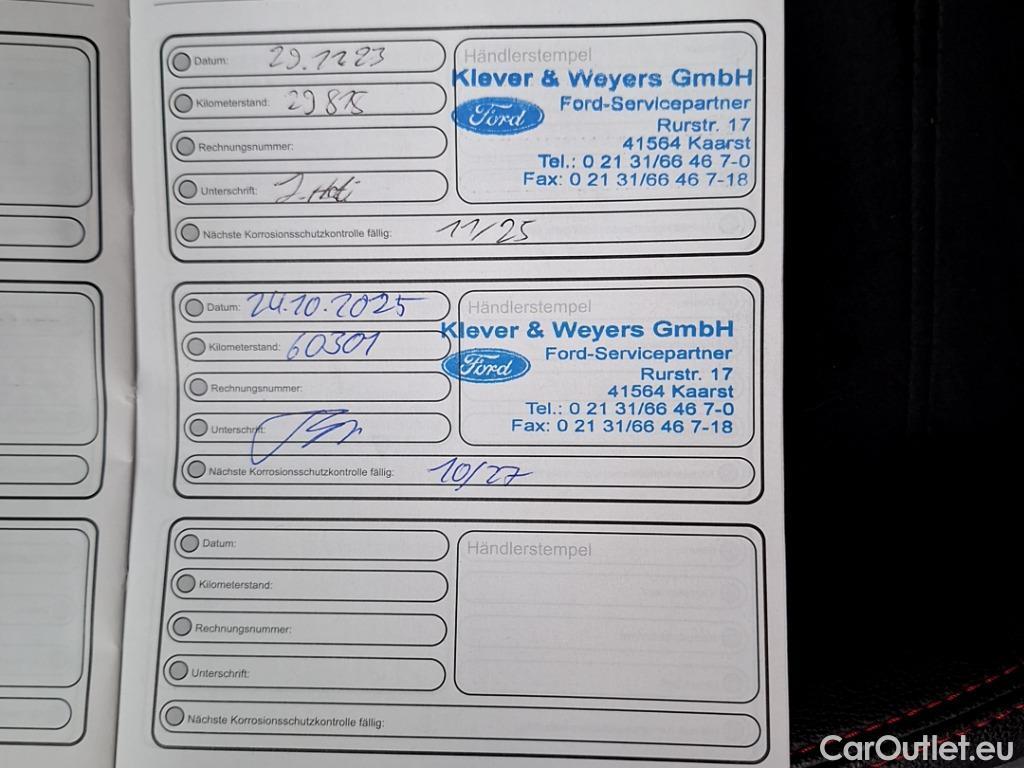 Datum: 29.11 23
Kilometerstand: 29 815
Rechnungsnummer:
Unterschrift:
Händlerstempel
Klever & Weyers GmbH
Ford
Ford-Servicepartner
Rurstr. 17
41564 Kaarst
Tel.: 0 21 31/66 46 7-0
Fax: 0 21 31/66 46 7-18
Nächste Korrosionsschutzkontrolle fällig: 11/25
Datum: 24.10.2025
Kilometerstand: 60301
Rechnungsnummer:
Unterschrift:
Händlerstempel
Klever & Weyers GmbH
Ford
Ford-Servicepartner
Rurstr. 17
41564 Kaarst
Tel.: 0 21 31/66 46 7-0
Fax: 0 21 31/66 46 7-18
Nächste Korrosionsschutzkontrolle fällig: 10/27
Datum:
Kilometerstand:
Rechnungsnummer:
Unterschrift:
Händlerstempel
Nächste Korrosionsschutzkontrolle fällig:
CarOutlet.eu